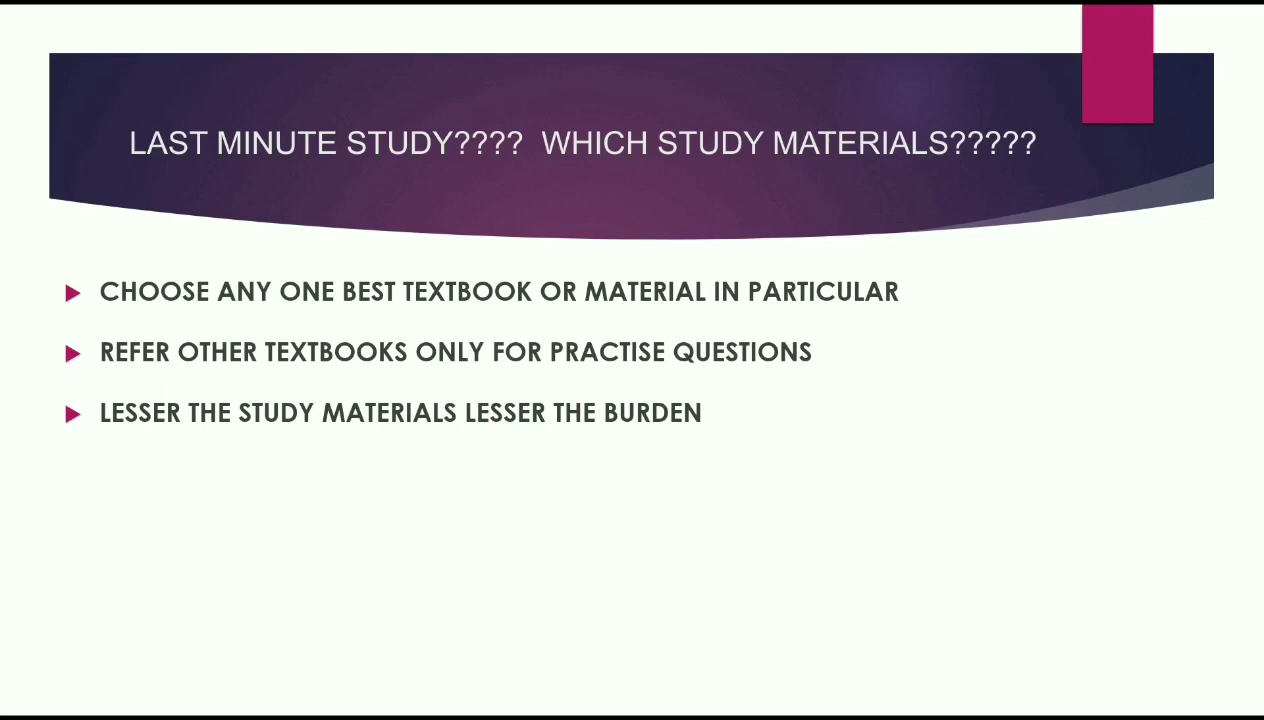 LAST MINUTE STUDY???? WHICH STUDY MATERIALS?????
CHOOSE ANY ONE BEST TEXTBOOK OR MATERIAL IN PARTICULAR
REFER OTHER TEXTBOOKS ONLY FOR PRACTISE QUESTIONS
LESSER THE STUDY MATERIALS LESSER THE BURDEN